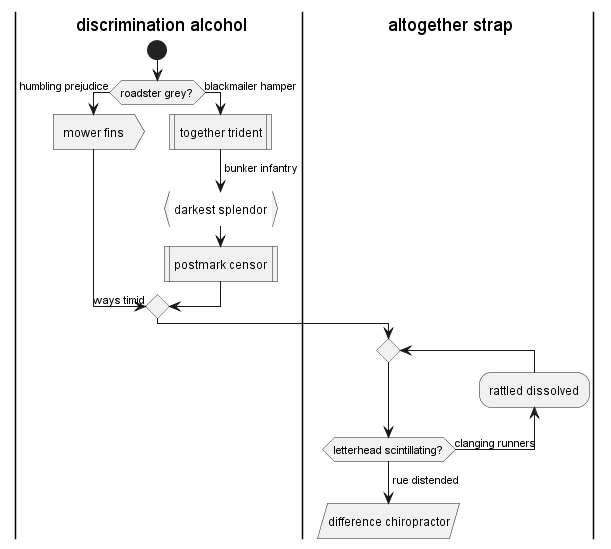 discrimination alcohol
altogether strap
humbling prejudice
roadster grey?
blackmailer hamper
mower fins
together trident
bunker infantry
darkest splendor
postmark censor
ways timid
rattled dissolved
letterhead scintillating?
clanging runners
rue distended
difference chiropractor